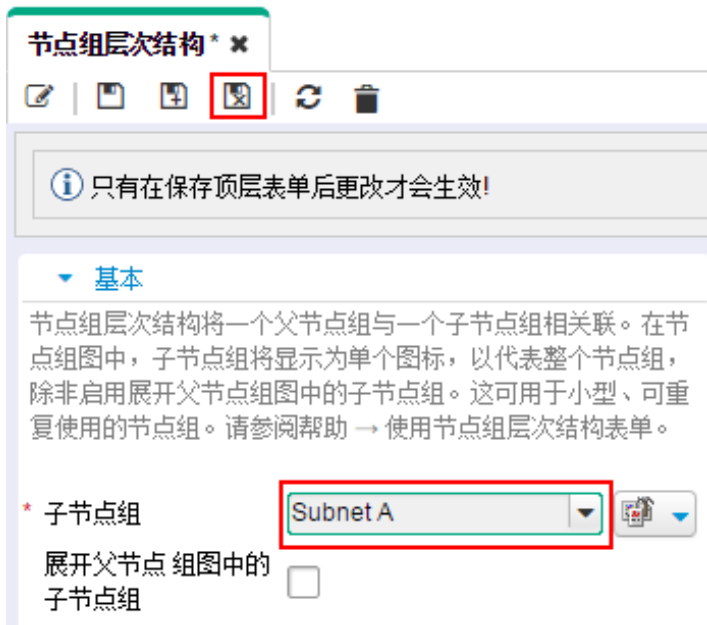 节点组层次结构* ✖
只有在保存顶层表单后更改才会生效!
基本
节点组层次结构将一个父节点组与一个子节点组相关联。在节
点组图中，子节点组将显示为单个图标，以代表整个节点组，
除非启用展开父节点组图中的子节点组。这可用于小型、可重
复使用的节点组。请参阅帮助 → 使用节点组层次结构表单。
* 子节点组 Subnet A
展开父节点 组图中的
子节点组